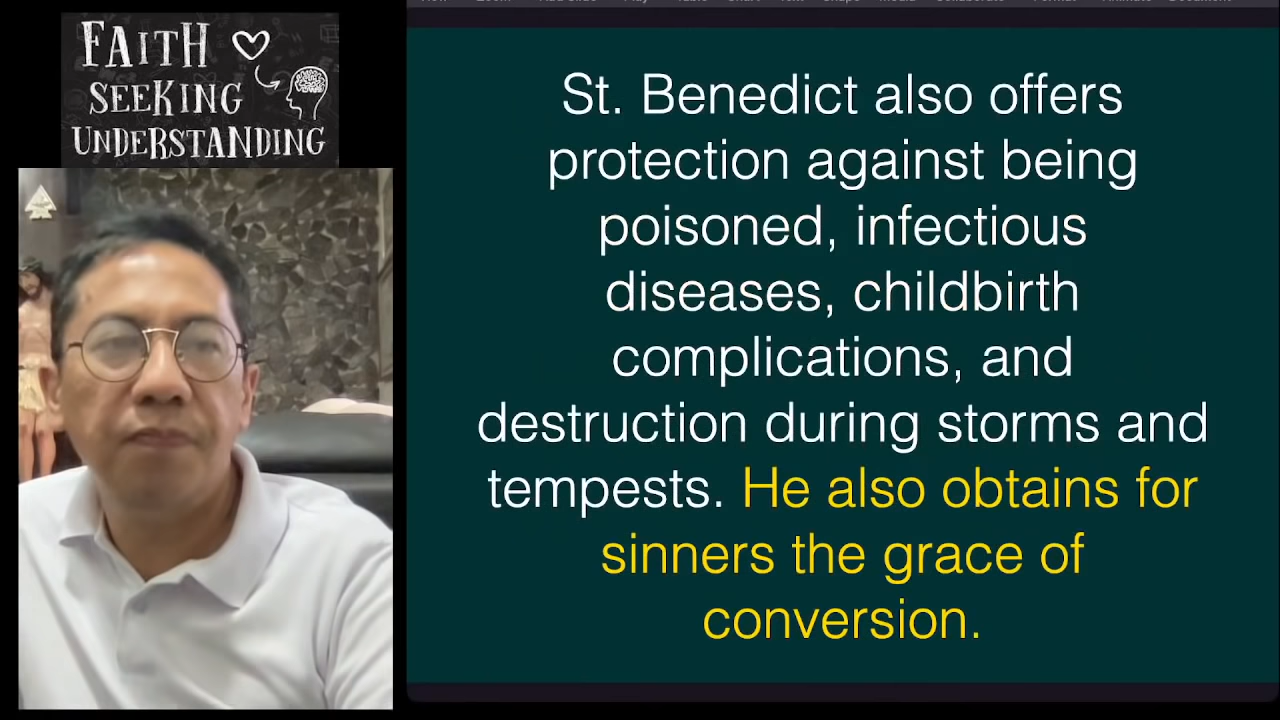 FAITH
SEEKING
UNDERSTANDING
St. Benedict also offers
protection against being
poisoned, infectious
diseases, childbirth
complications, and
destruction during storms and
tempests. He also obtains for
sinners the grace of
conversion.